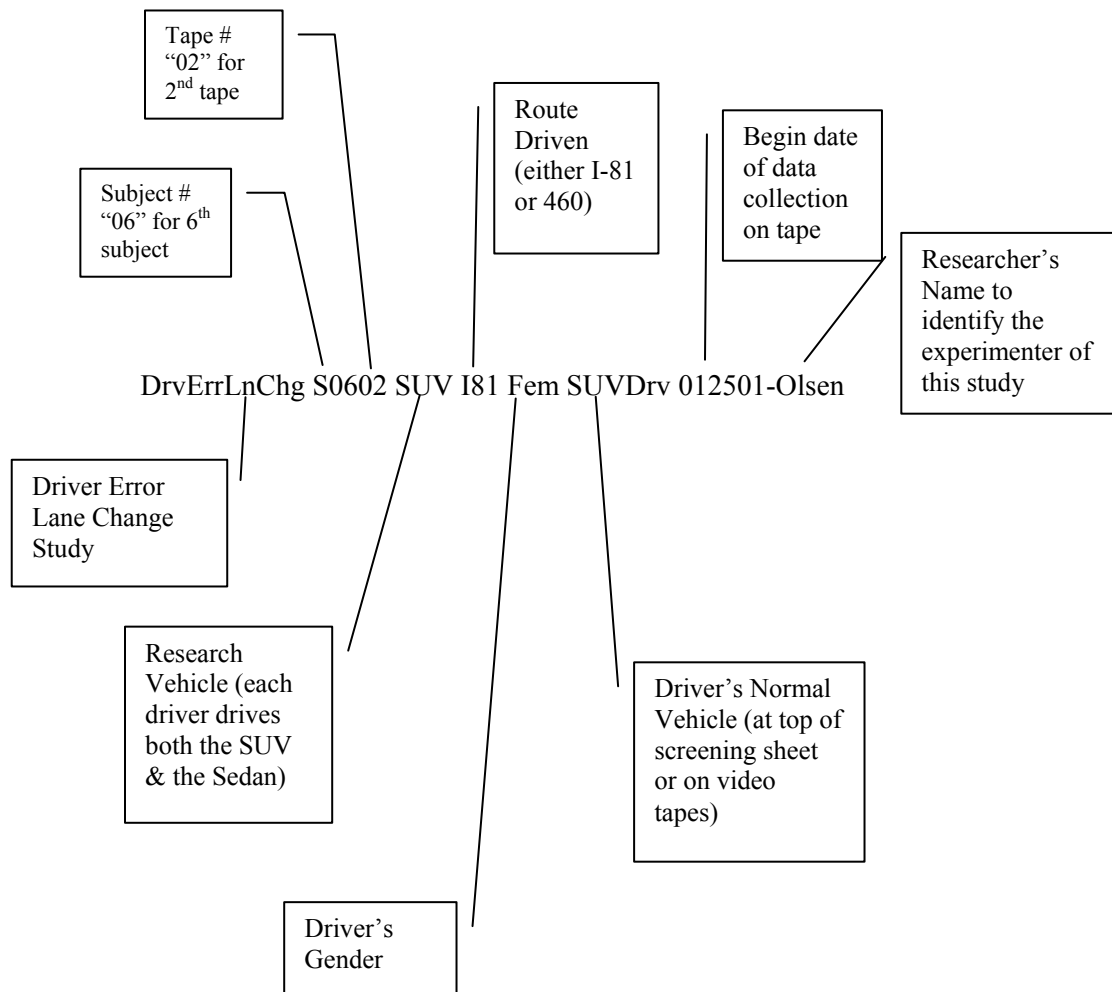 Tape #
“02” for
2nd tape
Subject #
“06” for 6th
subject
Route
Driven
(either I-81
or 460)
Begin date
of data
collection
on tape
Researcher’s
Name to
identify the
experimenter of
this study
DrvErrLnChg S0602 SUV I81 Fem SUVDrv 012501-Olsen
Driver Error
Lane Change
Study
Research
Vehicle (each
driver drives
both the SUV
& the Sedan)
Driver’s Normal
Vehicle (at top of
screening sheet
or on video
tapes)
Driver’s
Gender